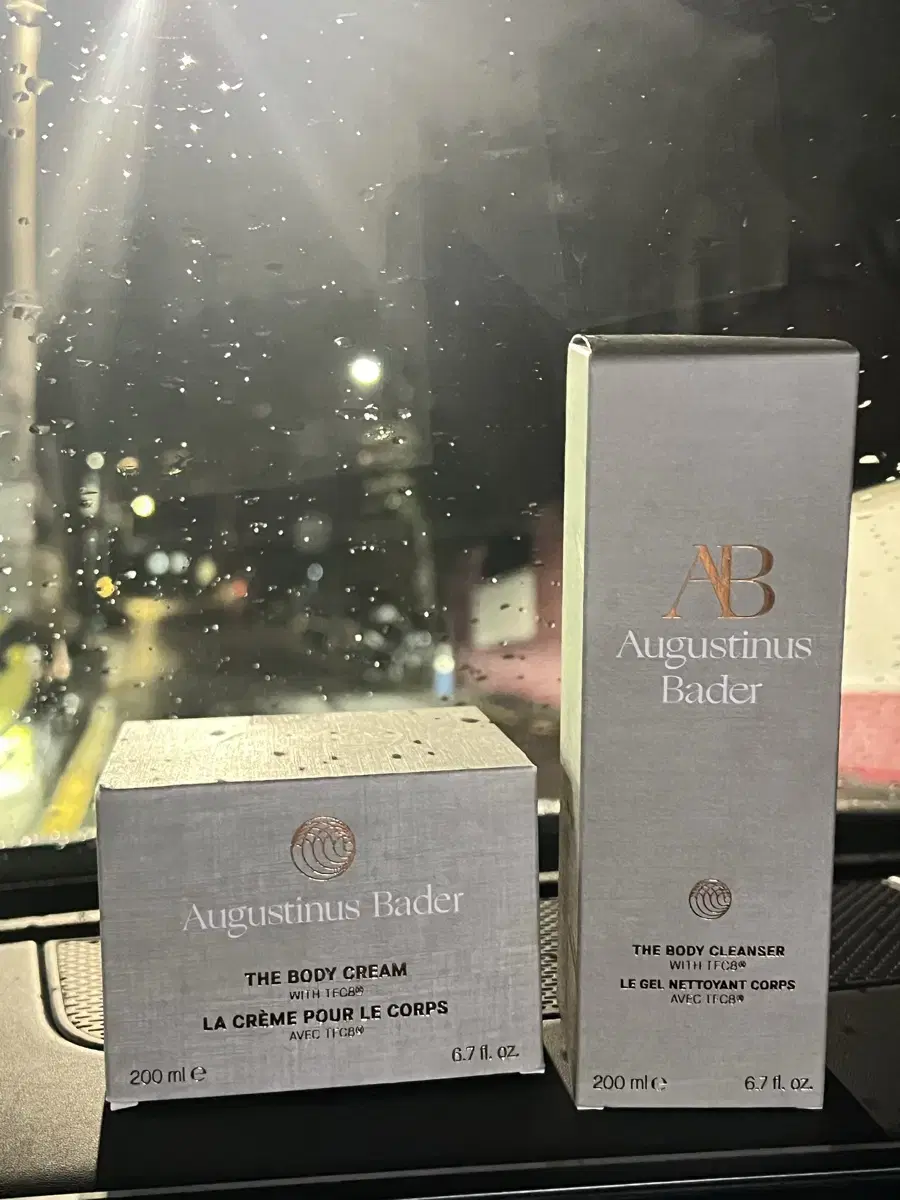 Augustinus Bader
THE BODY CREAM
WITH TFC8®
LA CRÈME POUR LE CORPS
AVEC TFC8®
200 ml ℮
6.7 fl. oz.
AB
Augustinus
Bader
THE BODY CLEANSER
WITH TFC8®
LE GEL NETTOYANT CORPS
AVEC TFC8®
200 ml ℮
6.7 fl. oz.